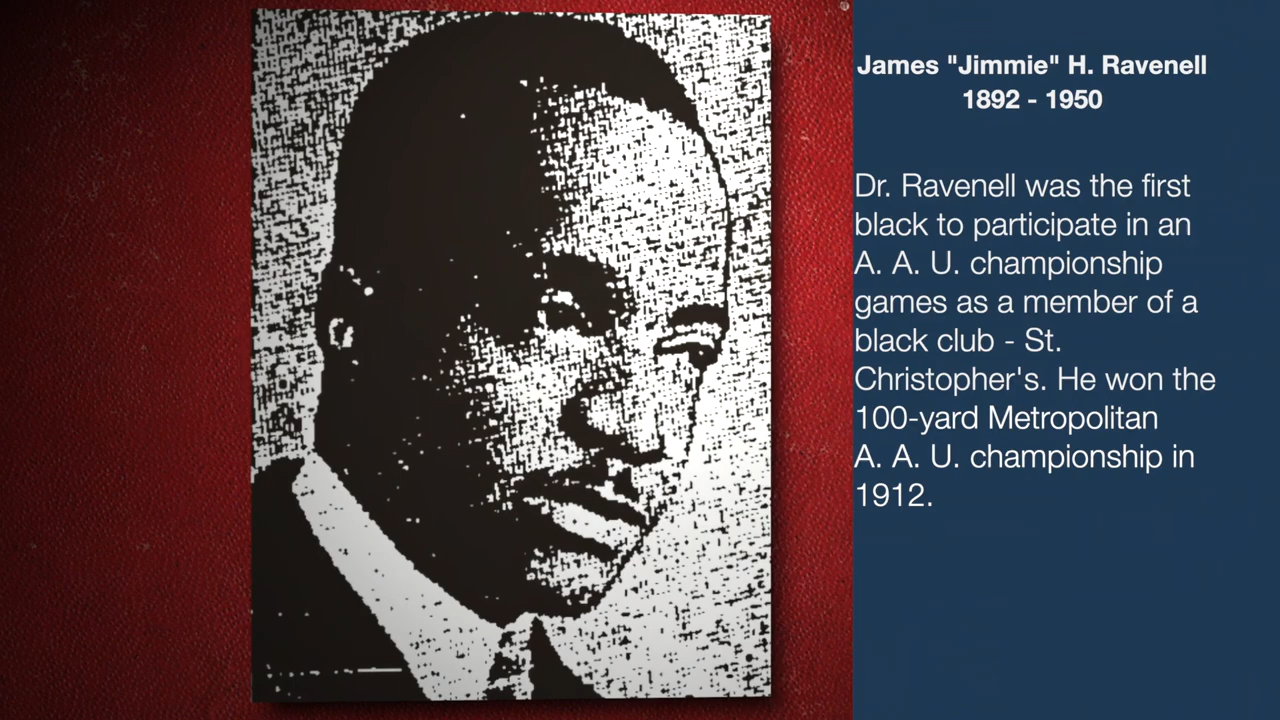 James "Jimmie" H. Ravenell
1892 - 1950
Dr. Ravenell was the first
black to participate in an
A. A. U. championship
games as a member of a
black club - St.
Christopher's. He won the
100-yard Metropolitan
A. A. U. championship in
1912.